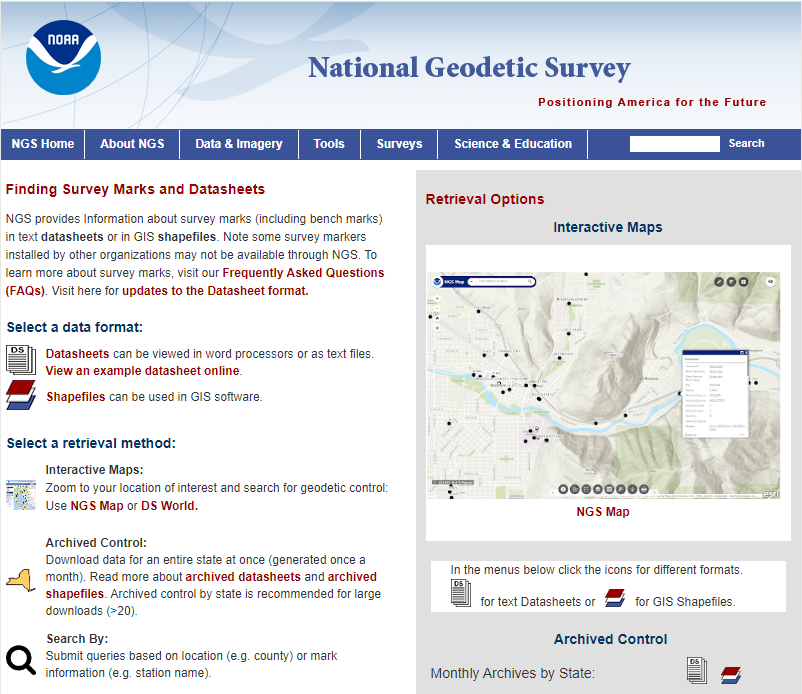 NOAA
National Geodetic Survey
Positioning America for the Future
NGS Home About NGS Data & Imagery Tools Surveys Science & Education Search
Finding Survey Marks and Datasheets
NGS provides Information about survey marks (including bench marks)
in text datasheets or in GIS shapefiles. Note some survey markers
installed by other organizations may not be available through NGS. To
learn more about survey marks, visit our Frequently Asked Questions
(FAQs). Visit here for updates to the Datasheet format.
Select a data format:
DS
Datasheets can be viewed in word processors or as text files.
View an example datasheet online.
Shapefiles can be used in GIS software.
Select a retrieval method:
Interactive Maps:
Zoom to your location of interest and search for geodetic control:
Use NGS Map or DS World.
Archived Control:
Download data for an entire state at once (generated once a
month). Read more about archived datasheets and archived
shapefiles. Archived control by state is recommended for large
downloads (>20).
Search By:
Submit queries based on location (e.g. county) or mark
information (e.g. station name).
Retrieval Options
Interactive Maps
NGS Map
esri
NGS Map
In the menus below click the icons for different formats.
DS for text Datasheets or for GIS Shapefiles.
Archived Control
Monthly Archives by State: DS